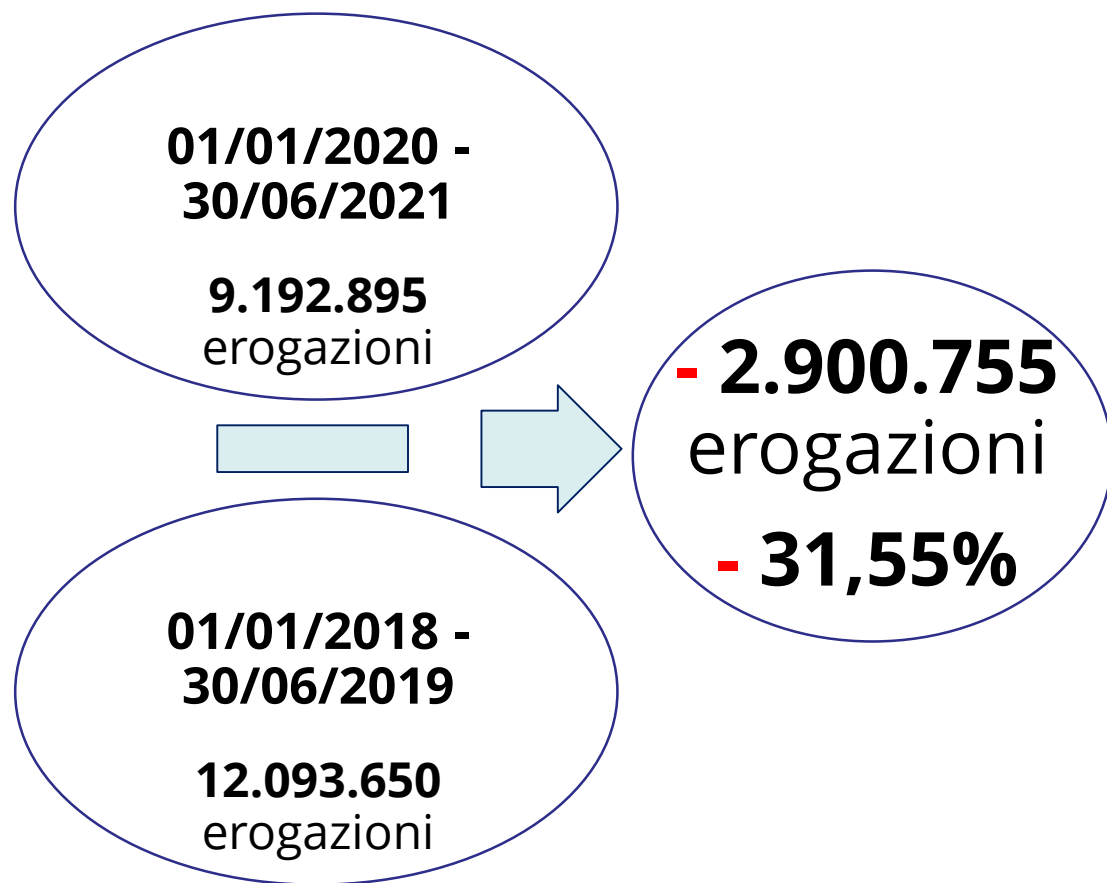 01/01/2020 -
30/06/2021
9.192.895
erogazioni
- 2.900.755
erogazioni
- 31,55%
01/01/2018 -
30/06/2019
12.093.650
erogazioni